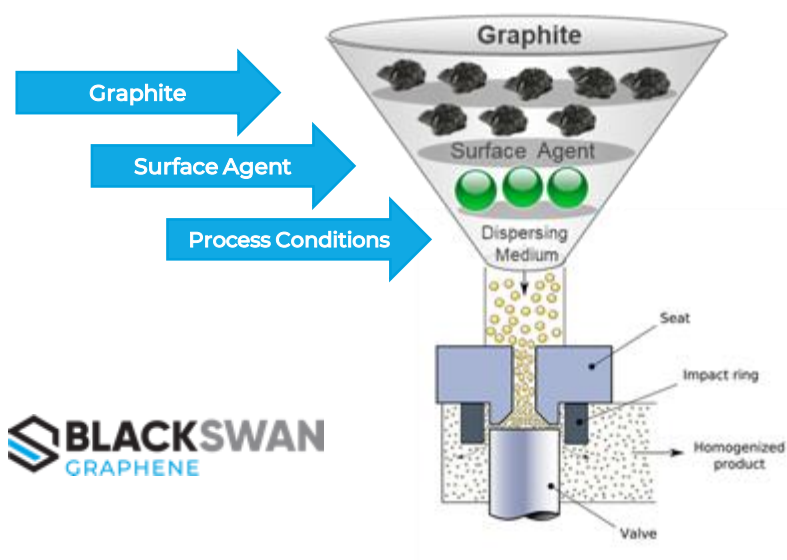 Graphite
Graphite
Surface Agent
Surface Agent
Process Conditions
Dispersing
Medium
Seat
Impact ring
Homogenized
product
Valve
BLACKSWAN
GRAPHENE